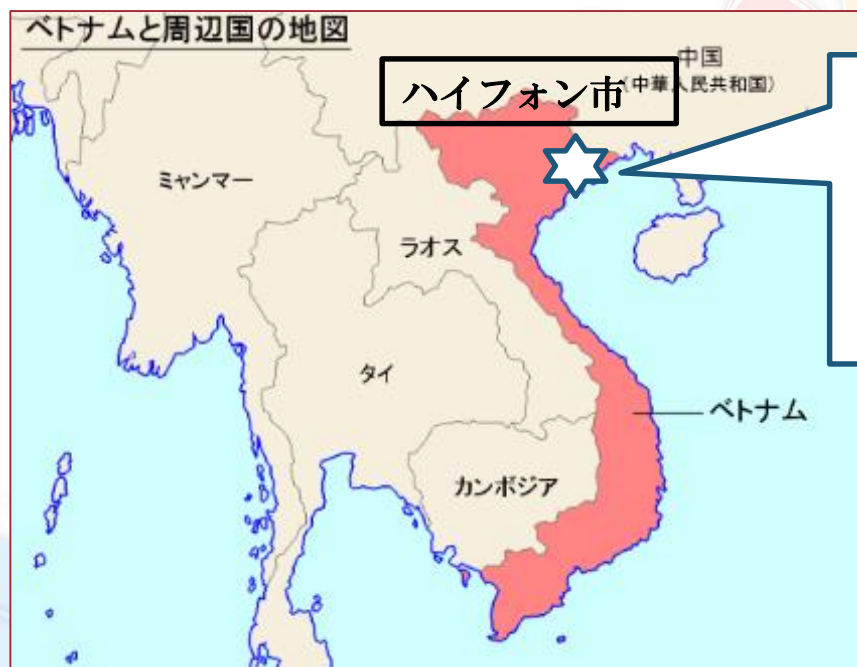 ベトナムと周辺国の地図
中国
(中華人民共和国)
ハイフォン市
ミャンマー
ラオス
タイ
ベトナム
カンボジア